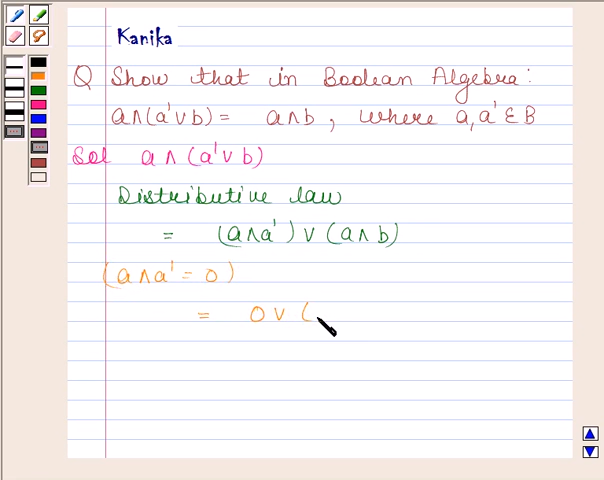 Kanika
Q Show that in Boolean Algebra:
a∧(a'∨b) = a∧b, where a,a' ε B
Sol a ∧ (a'∨ b)
Distributive law
= (a∧a') ∨ (a∧b)
(a∧a' = 0)
= 0 ∨ (